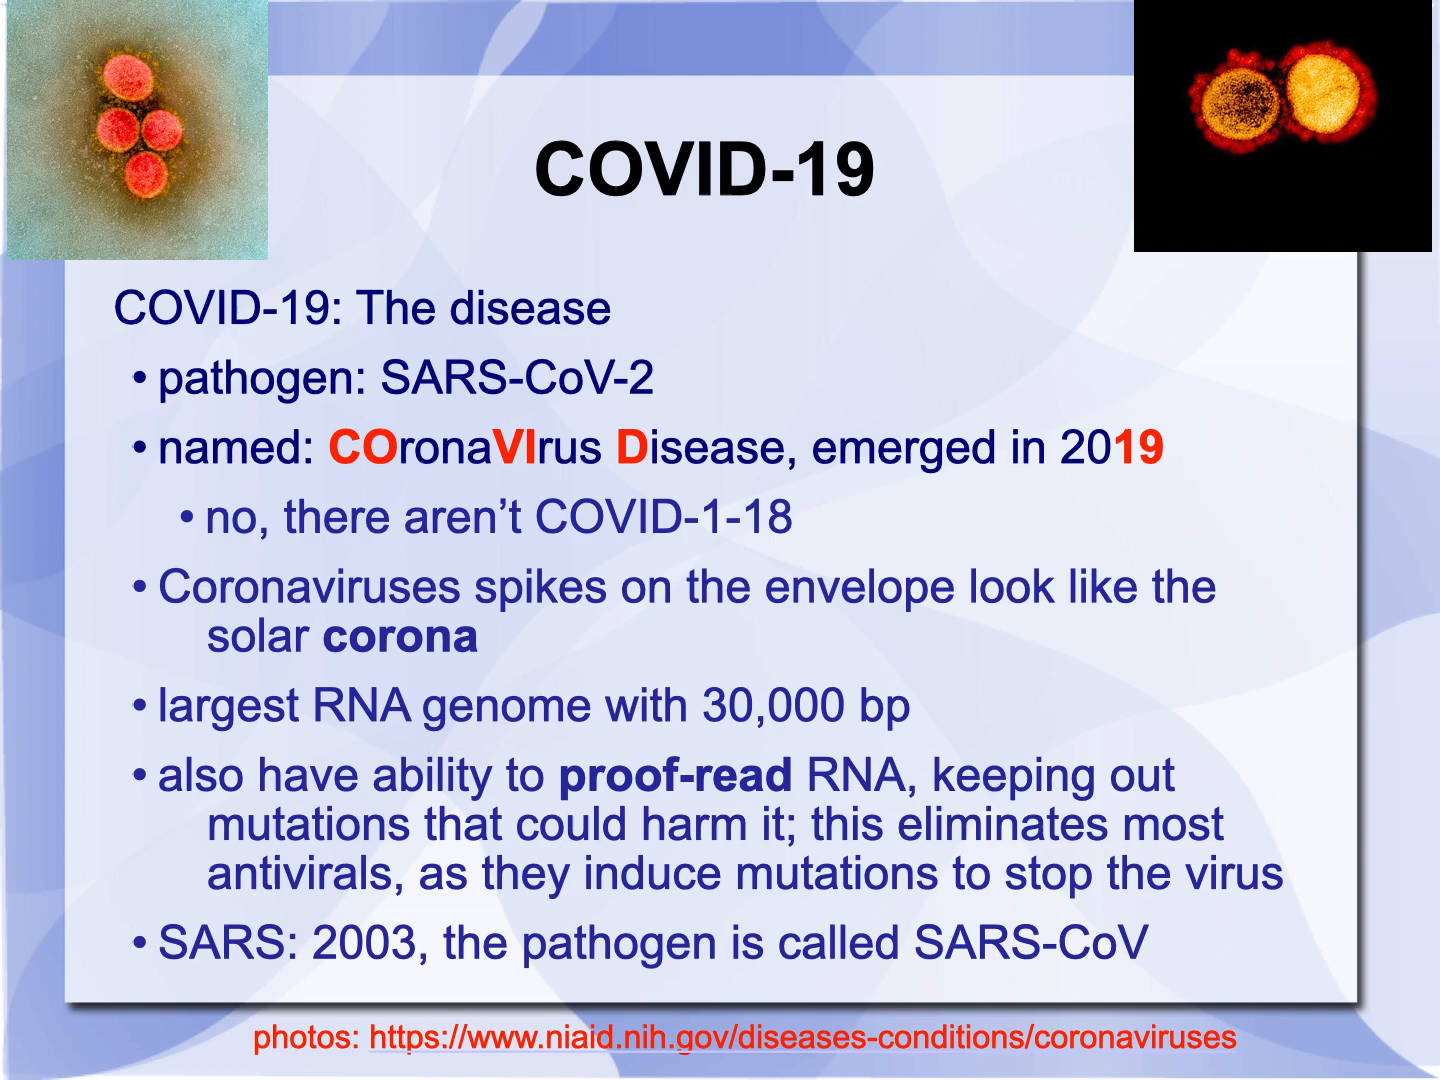 COVID-19
COVID-19: The disease
• pathogen: SARS-CoV-2
• named: COronaVIrus Disease, emerged in 2019
• no, there aren’t COVID-1-18
• Coronaviruses spikes on the envelope look like the
solar corona
• largest RNA genome with 30,000 bp
• also have ability to proof-read RNA, keeping out
mutations that could harm it; this eliminates most
antivirals, as they induce mutations to stop the virus
• SARS: 2003, the pathogen is called SARS-CoV
photos: https://www.niaid.nih.gov/diseases-conditions/coronaviruses